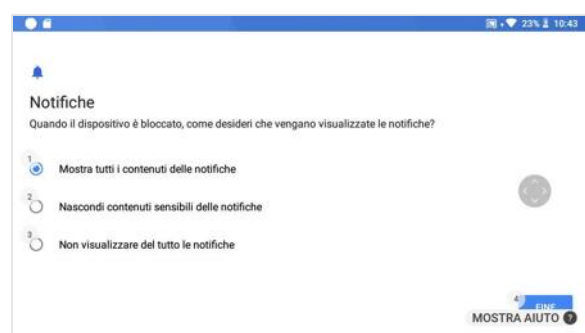 23% 10:43
Notifiche
Quando il dispositivo è bloccato, come desideri che vengano visualizzate le notifiche?
1
Mostra tutti i contenuti delle notifiche
2
Nascondi contenuti sensibili delle notifiche
3
Non visualizzare del tutto le notifiche
4
FINE
MOSTRA AIUTO ?